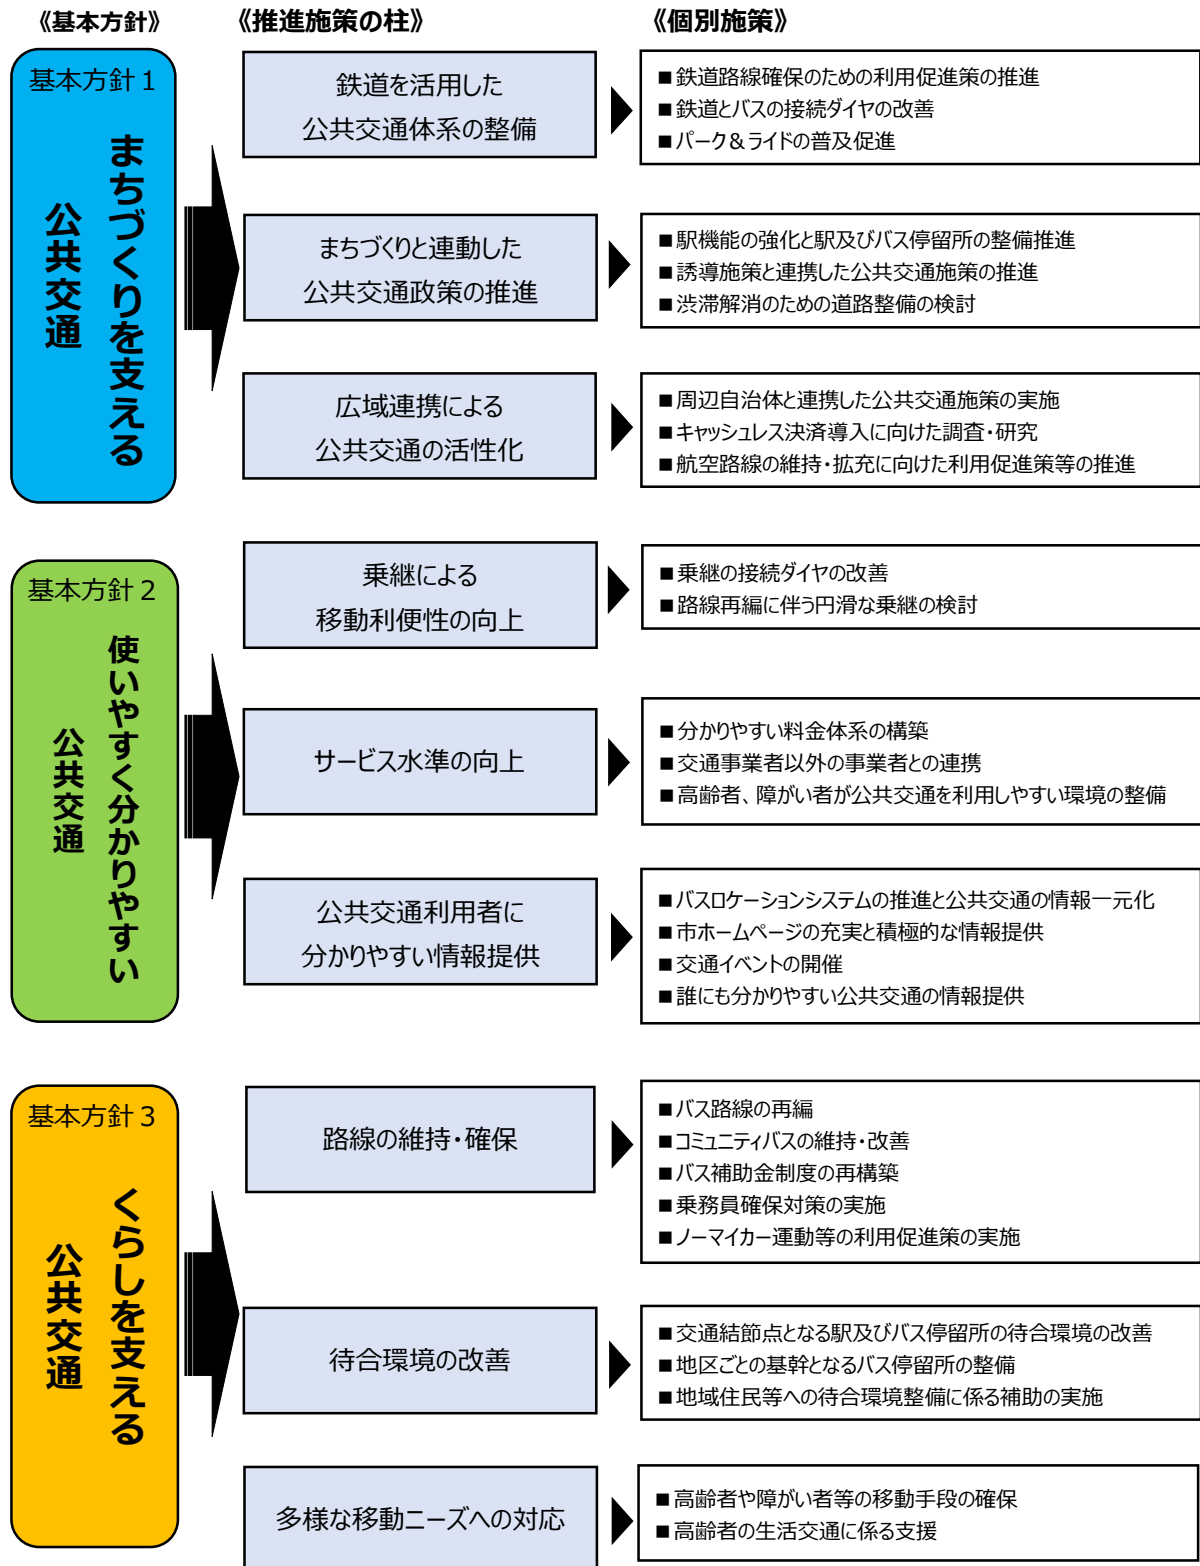 《基本方針》 《推進施策の柱》 《個別施策》
基本方針１
まちづくりを支える
公共交通
鉄道を活用した
公共交通体系の整備
■鉄道路線確保のための利用促進策の推進
■鉄道とバスの接続ダイヤの改善
■パーク＆ライドの普及促進
まちづくりと連動した
公共交通政策の推進
■駅機能の強化と駅及びバス停留所の整備推進
■誘導施策と連携した公共交通施策の推進
■渋滞解消のための道路整備の検討
広域連携による
公共交通の活性化
■周辺自治体と連携した公共交通施策の実施
■キャッシュレス決済導入に向けた調査・研究
■航空路線の維持・拡充に向けた利用促進策等の推進
基本方針２
使いやすく分かりやすい
公共交通
乗継による
移動利便性の向上
■乗継の接続ダイヤの改善
■路線再編に伴う円滑な乗継の検討
サービス水準の向上
■分かりやすい料金体系の構築
■交通事業者以外の事業者との連携
■高齢者、障がい者が公共交通を利用しやすい環境の整備
公共交通利用者に
分かりやすい情報提供
■バスロケーションシステムの推進と公共交通の情報一元化
■市ホームページの充実と積極的な情報提供
■交通イベントの開催
■誰にも分かりやすい公共交通の情報提供
基本方針３
くらしを支える
公共交通
路線の維持・確保
■バス路線の再編
■コミュニティバスの維持・改善
■バス補助金制度の再構築
■乗務員確保対策の実施
■ノーマイカー運動等の利用促進策の実施
待合環境の改善
■交通結節点となる駅及びバス停留所の待合環境の改善
■地区ごとの基幹となるバス停留所の整備
■地域住民等への待合環境整備に係る補助の実施
多様な移動ニーズへの対応
■高齢者や障がい者等の移動手段の確保
■高齢者の生活交通に係る支援